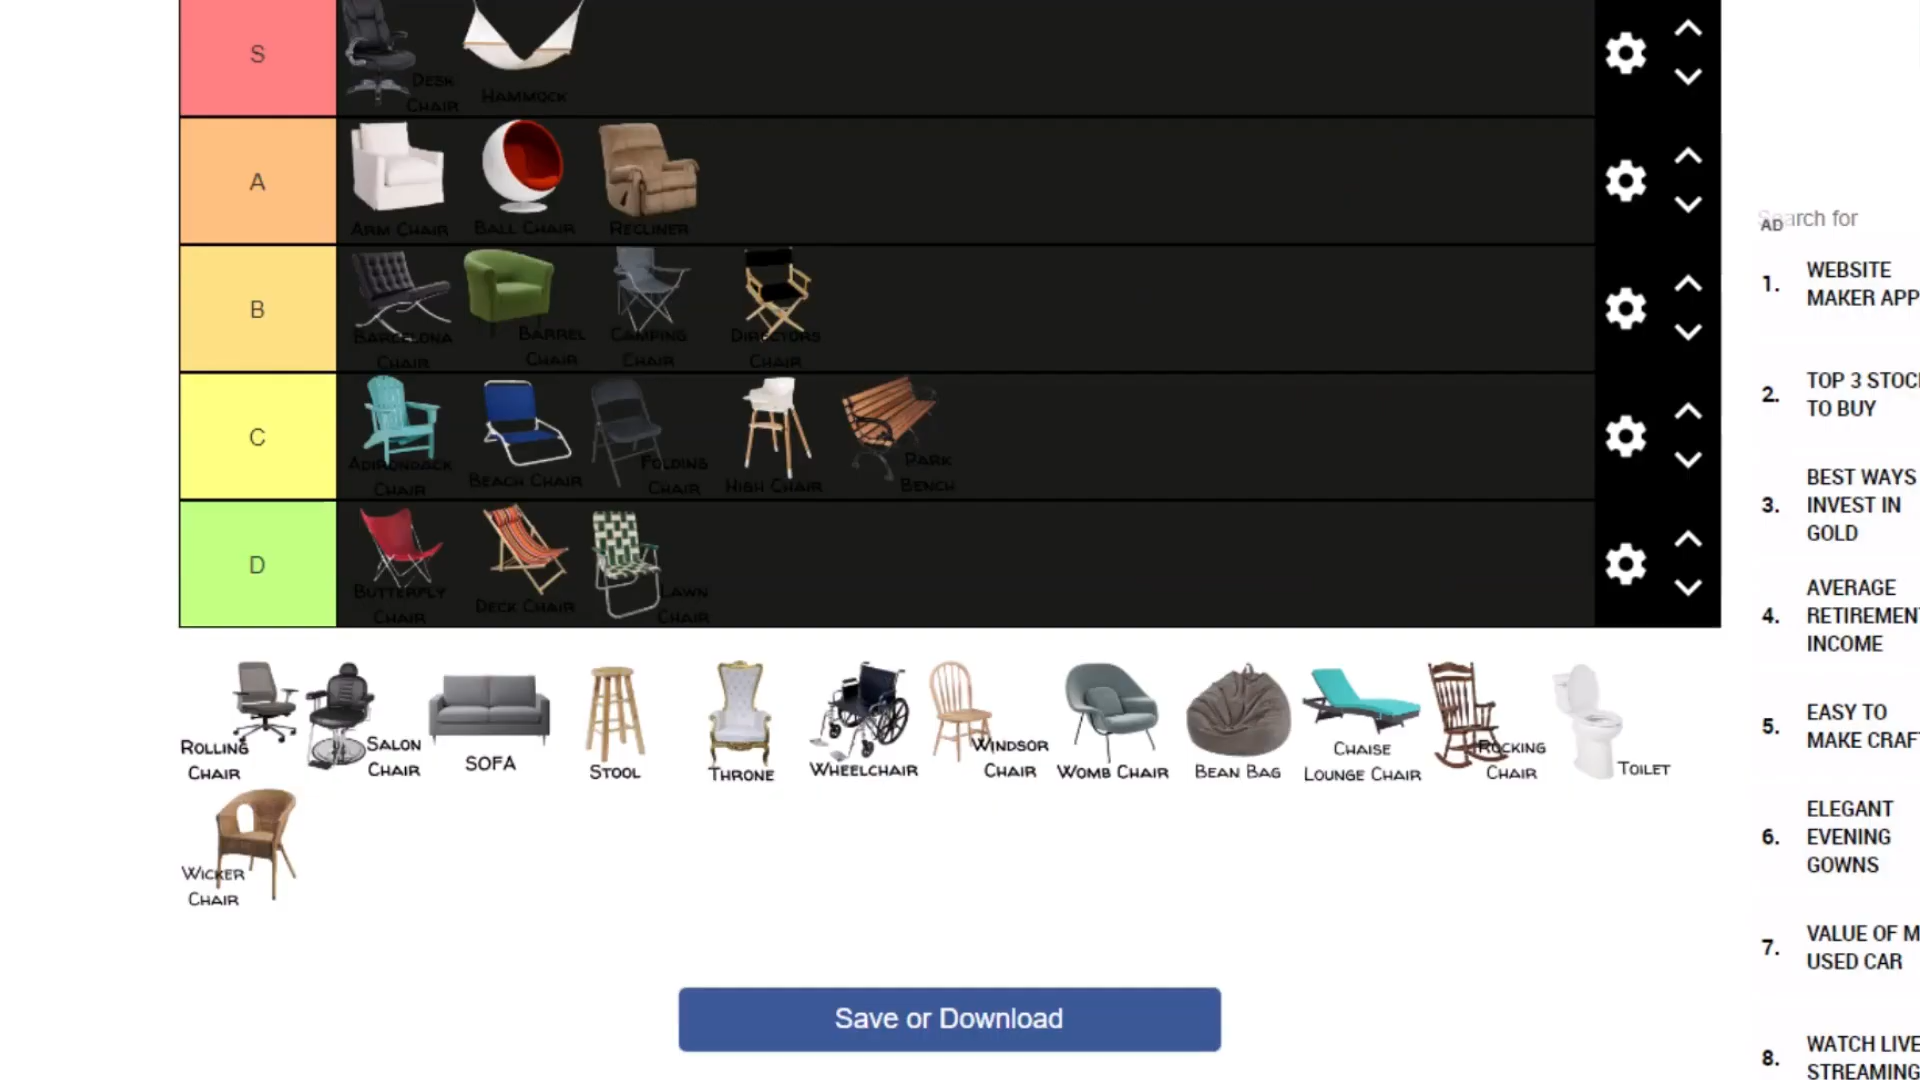 S
DESK
CHAIR
HAMMOCK
A
ARM CHAIR
BALL CHAIR
RECLINER
B
BARCELONA
CHAIR
BARREL
CHAIR
CAMPING
CHAIR
DIRECTORS
CHAIR
C
ADIRONDACK
CHAIR
BEACH CHAIR
FOLDING
CHAIR
HIGH CHAIR
PARK
BENCH
D
BUTTERFLY
CHAIR
DECK CHAIR
LAWN
CHAIR
ROLLING
CHAIR
SALON
CHAIR
SOFA
STOOL
THRONE
WHEELCHAIR
WINDSOR
CHAIR
WOMB CHAIR
BEAN BAG
CHAISE
LOUNGE CHAIR
ROCKING
CHAIR
TOILET
WICKER
CHAIR
Save or Download
Search for
AD
1. WEBSITE
MAKER APP
2. TOP 3 STOC
TO BUY
3. BEST WAYS
INVEST IN
GOLD
4. AVERAGE
RETIREMENT
INCOME
5. EASY TO
MAKE CRAF
6. ELEGANT
EVENING
GOWNS
7. VALUE OF M
USED CAR
8. WATCH LIVE
STREAMING